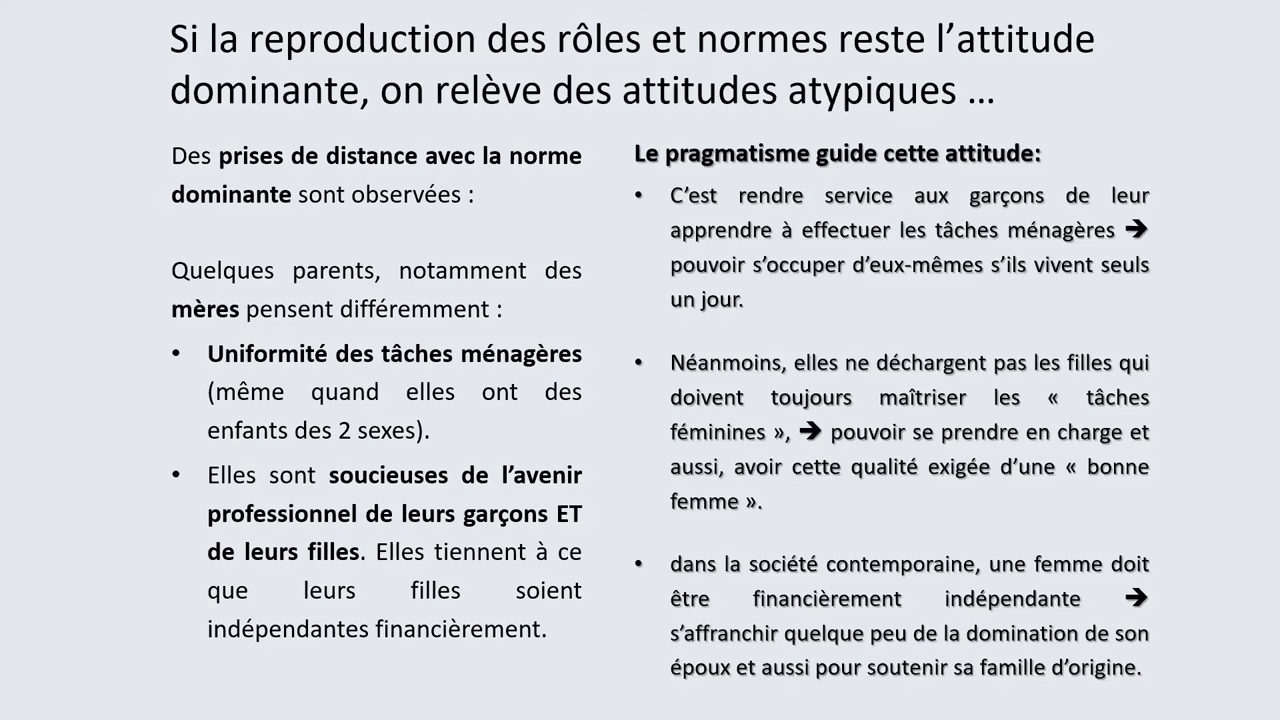 Si la reproduction des rôles et normes reste l’attitude
dominante, on relève des attitudes atypiques …
Des prises de distance avec la norme
dominante sont observées :
Quelques parents, notamment des
mères pensent différemment :
• Uniformité des tâches ménagères
(même quand elles ont des
enfants des 2 sexes).
• Elles sont soucieuses de l’avenir
professionnel de leurs garçons ET
de leurs filles. Elles tiennent à ce
que leurs filles soient
indépendantes financièrement.
Le pragmatisme guide cette attitude:
• C’est rendre service aux garçons de leur
apprendre à effectuer les tâches ménagères ➔
pouvoir s’occuper d’eux-mêmes s’ils vivent seuls
un jour.
• Néanmoins, elles ne déchargent pas les filles qui
doivent toujours maîtriser les « tâches
féminines », ➔ pouvoir se prendre en charge et
aussi, avoir cette qualité exigée d’une « bonne
femme ».
• dans la société contemporaine, une femme doit
être financièrement indépendante ➔
s’affranchir quelque peu de la domination de son
époux et aussi pour soutenir sa famille d’origine.